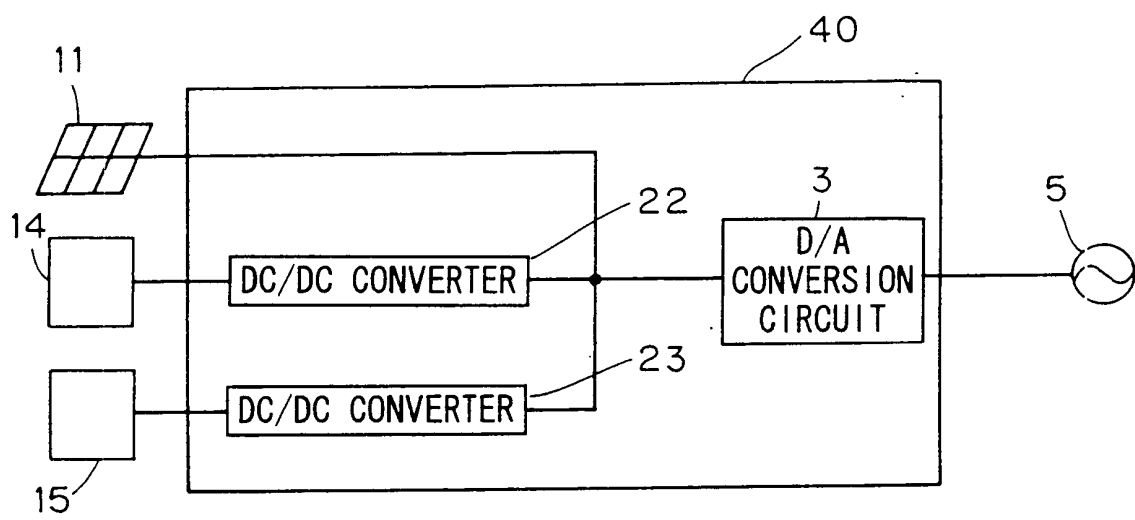 40
11
3
5
22
14
D/A
CONVERSION
CIRCUIT
DC/DC CONVERTER
23
DC/DC CONVERTER
15